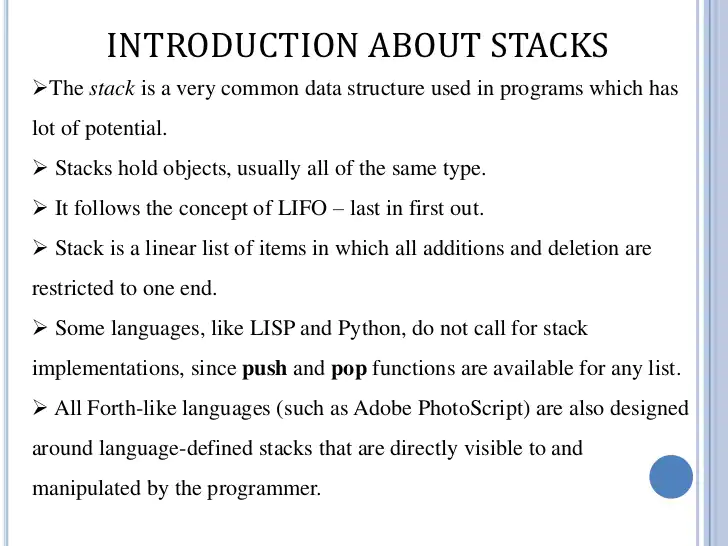 INTRODUCTION ABOUT STACKS
➢The stack is a very common data structure used in programs which has
lot of potential.
➢ Stacks hold objects, usually all of the same type.
➢ It follows the concept of LIFO – last in first out.
➢ Stack is a linear list of items in which all additions and deletion are
restricted to one end.
➢ Some languages, like LISP and Python, do not call for stack
implementations, since push and pop functions are available for any list.
➢ All Forth-like languages (such as Adobe PhotoScript) are also designed
around language-defined stacks that are directly visible to and
manipulated by the programmer.